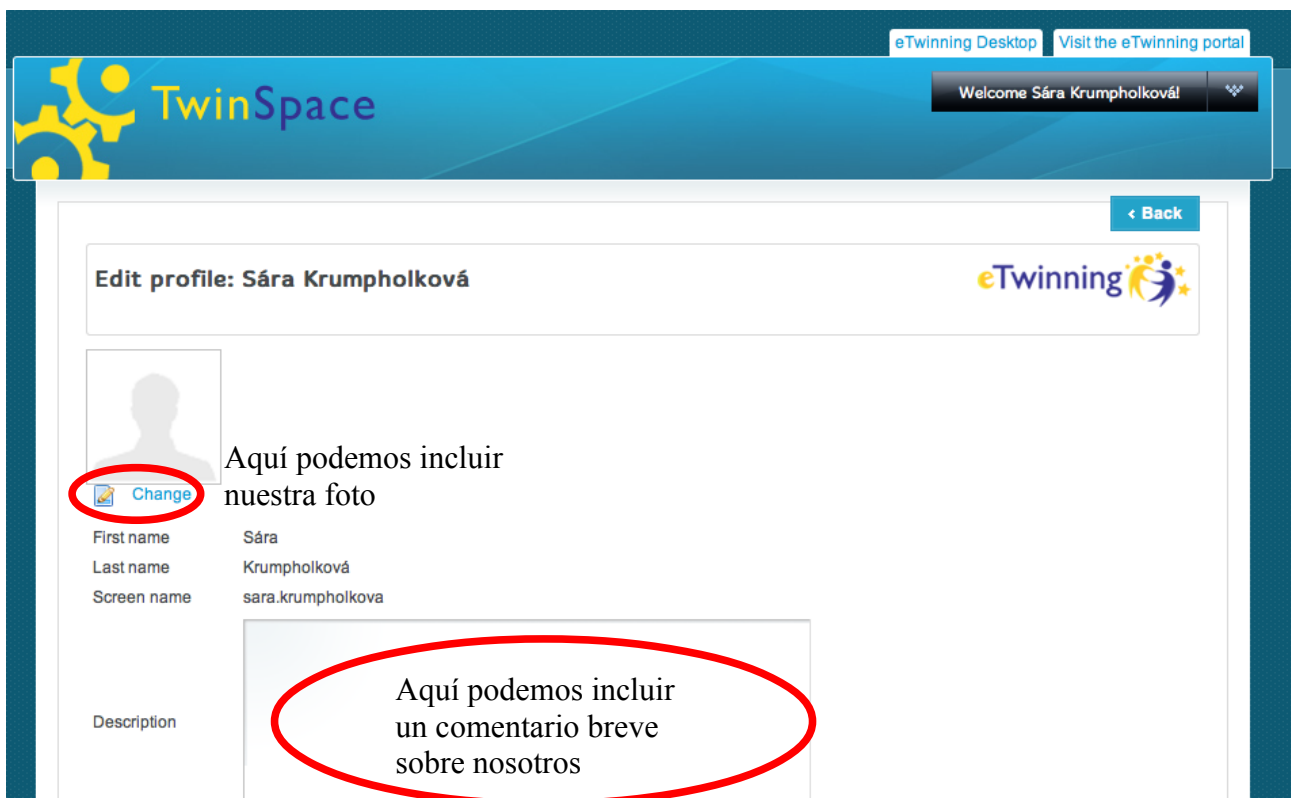 eTwinning Desktop Visit the eTwinning portal
TwinSpace
Welcome Sára Krumpholková!
‹ Back
Edit profile: Sára Krumpholková
eTwinning
Aquí podemos incluir
nuestra foto
Change
First name Sára
Last name Krumpholková
Screen name sara.krumpholkova
Description
Aquí podemos incluir
un comentario breve
sobre nosotros